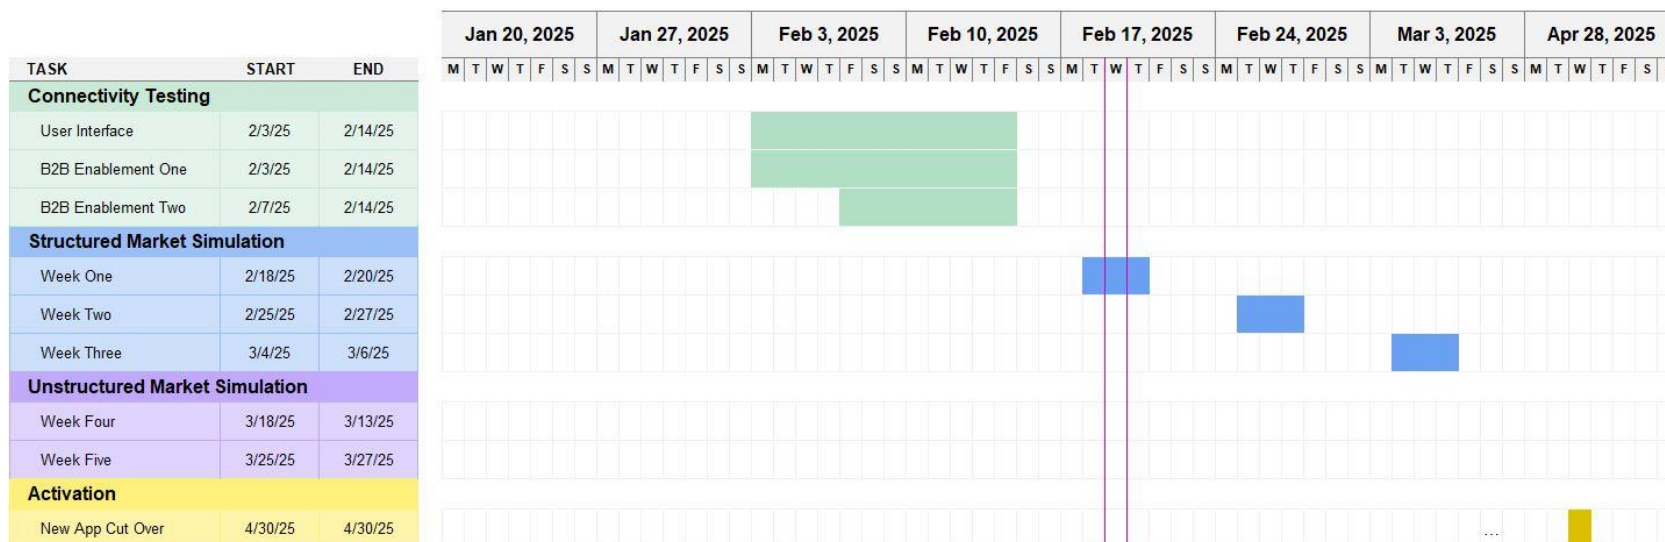 Jan 20, 2025 Jan 27, 2025 Feb 3, 2025 Feb 10, 2025 Feb 17, 2025 Feb 24, 2025 Mar 3, 2025 Apr 28, 2025
TASK START END M T W T F S S M T W T F S S M T W T F S S M T W T F S S M T W T F S S M T W T F S S M T W T F S S M T W T F S
Connectivity Testing
User Interface 2/3/25 2/14/25
B2B Enablement One 2/3/25 2/14/25
B2B Enablement Two 2/7/25 2/14/25
Structured Market Simulation
Week One 2/18/25 2/20/25
Week Two 2/25/25 2/27/25
Week Three 3/4/25 3/6/25
Unstructured Market Simulation
Week Four 3/18/25 3/13/25
Week Five 3/25/25 3/27/25
Activation
New App Cut Over 4/30/25 4/30/25 ...